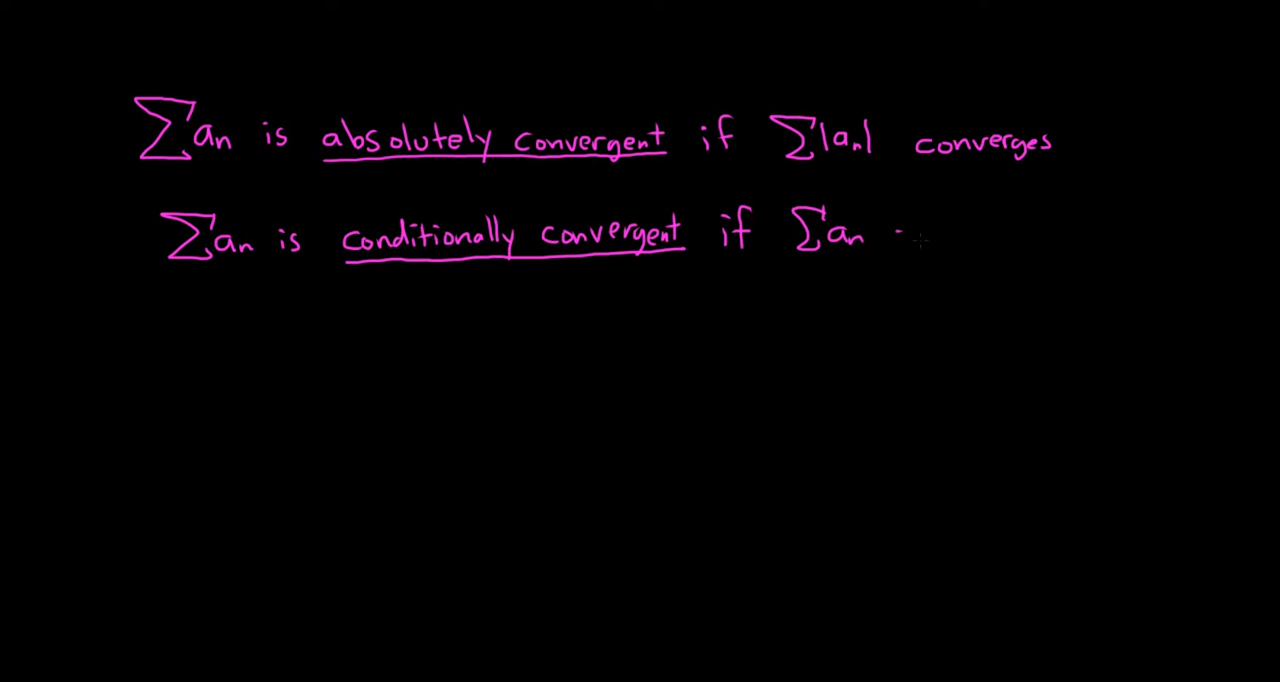 ∑an is absolutely convergent if ∑|an| converges
∑an is conditionally convergent if ∑an